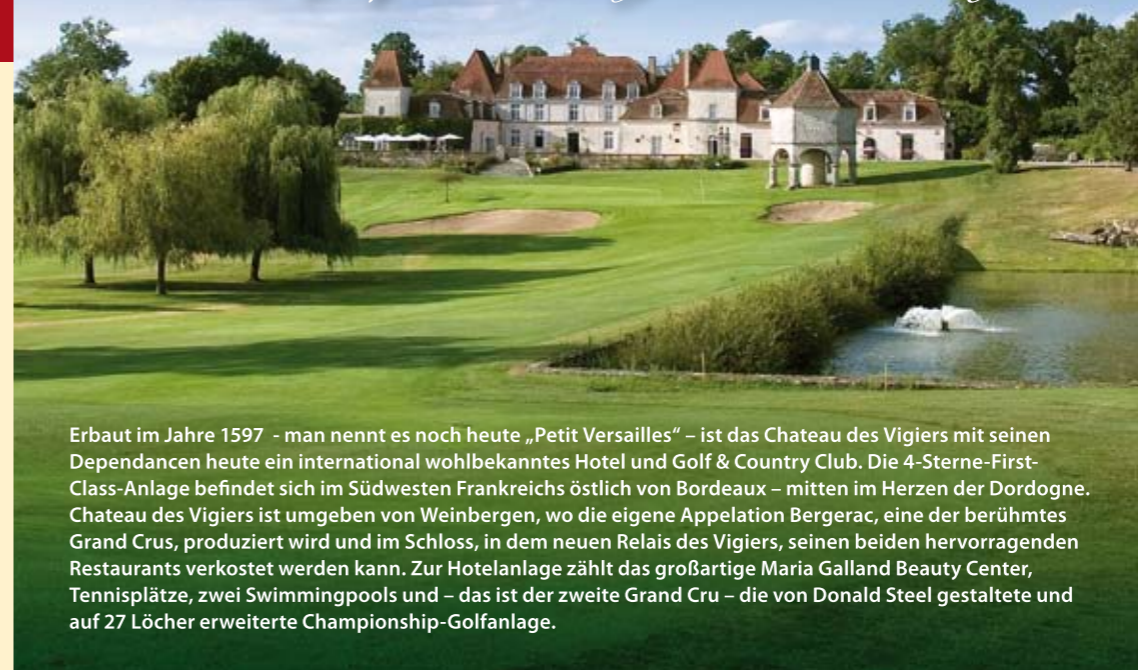 Erbaut im Jahre 1597 - man nennt es noch heute „Petit Versailles“ – ist das Chateau des Vigiers mit seinen
Dependancen heute ein international wohlbekanntes Hotel und Golf & Country Club. Die 4-Sterne-First-
Class-Anlage befindet sich im Südwesten Frankreichs östlich von Bordeaux – mitten im Herzen der Dordogne.
Chateau des Vigiers ist umgeben von Weinbergen, wo die eigene Appelation Bergerac, eine der berühmtes
Grand Crus, produziert wird und im Schloss, in dem neuen Relais des Vigiers, seinen beiden hervorragenden
Restaurants verkostet werden kann. Zur Hotelanlage zählt das großartige Maria Galland Beauty Center,
Tennisplätze, zwei Swimmingpools und – das ist der zweite Grand Cru – die von Donald Steel gestaltete und
auf 27 Löcher erweiterte Championship-Golfanlage.